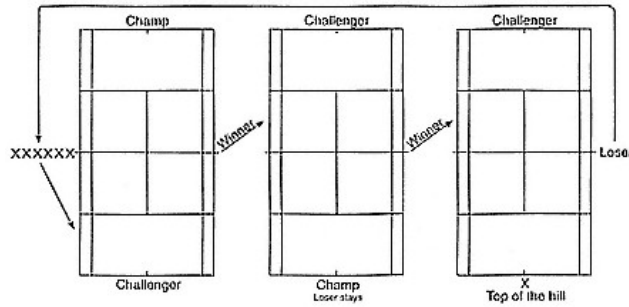 Champ
Challenger
Challenger
Winner
Winner
XXXXXX
Lose
Challenger
Champ
Loser stays
X
Top of the hill